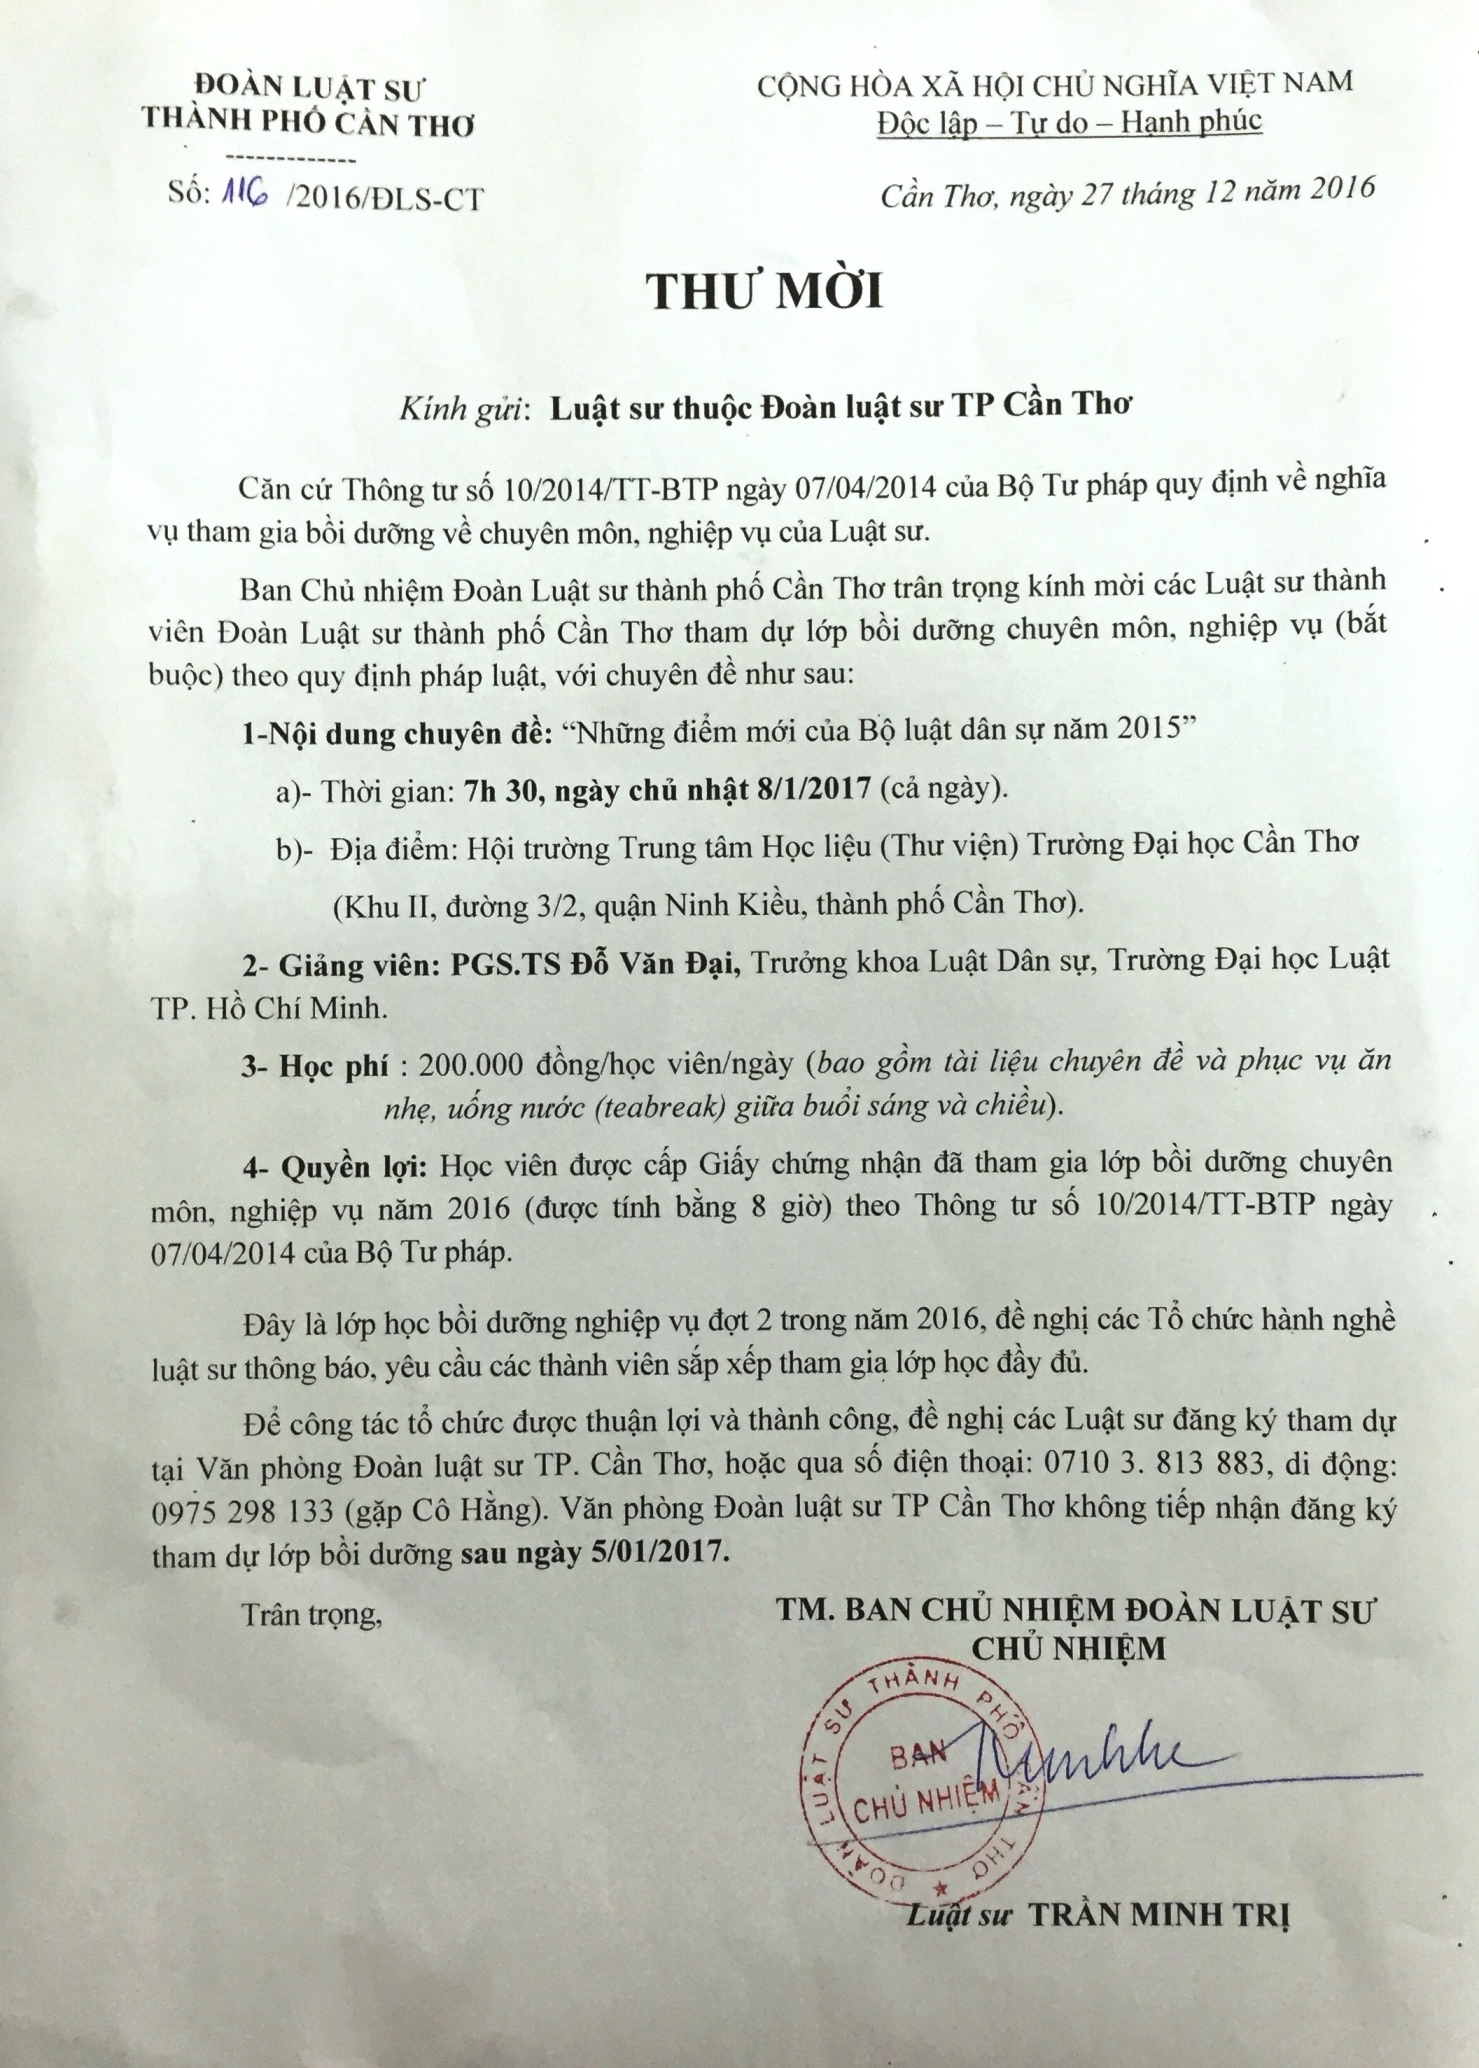 ĐOÀN LUẬT SƯ
THÀNH PHỐ CẦN THƠ
-------------
Số: 116 /2016/ĐLS-CT
CỘNG HÒA XÃ HỘI CHỦ NGHĨA VIỆT NAM
Độc lập – Tự do – Hạnh phúc
Cần Thơ, ngày 27 tháng 12 năm 2016
THƯ MỜI
Kính gửi: Luật sư thuộc Đoàn luật sư TP Cần Thơ
Căn cứ Thông tư số 10/2014/TT-BTP ngày 07/04/2014 của Bộ Tư pháp quy định về nghĩa
vụ tham gia bồi dưỡng về chuyên môn, nghiệp vụ của Luật sư.
Ban Chủ nhiệm Đoàn Luật sư thành phố Cần Thơ trân trọng kính mời các Luật sư thành
viên Đoàn Luật sư thành phố Cần Thơ tham dự lớp bồi dưỡng chuyên môn, nghiệp vụ (bắt
buộc) theo quy định pháp luật, với chuyên đề như sau:
1-Nội dung chuyên đề: “Những điểm mới của Bộ luật dân sự năm 2015”
a)- Thời gian: 7h 30, ngày chủ nhật 8/1/2017 (cả ngày).
b)- Địa điểm: Hội trường Trung tâm Học liệu (Thư viện) Trường Đại học Cần Thơ
(Khu II, đường 3/2, quận Ninh Kiều, thành phố Cần Thơ).
2- Giảng viên: PGS.TS Đỗ Văn Đại, Trưởng khoa Luật Dân sự, Trường Đại học Luật
TP. Hồ Chí Minh.
3- Học phí : 200.000 đồng/học viên/ngày (bao gồm tài liệu chuyên đề và phục vụ ăn
nhẹ, uống nước (teabreak) giữa buổi sáng và chiều).
4- Quyền lợi: Học viên được cấp Giấy chứng nhận đã tham gia lớp bồi dưỡng chuyên
môn, nghiệp vụ năm 2016 (được tính bằng 8 giờ) theo Thông tư số 10/2014/TT-BTP ngày
07/04/2014 của Bộ Tư pháp.
Đây là lớp học bồi dưỡng nghiệp vụ đợt 2 trong năm 2016, đề nghị các Tổ chức hành nghề
luật sư thông báo, yêu cầu các thành viên sắp xếp tham gia lớp học đầy đủ.
Để công tác tổ chức được thuận lợi và thành công, đề nghị các Luật sư đăng ký tham dự
tại Văn phòng Đoàn luật sư TP. Cần Thơ, hoặc qua số điện thoại: 0710 3. 813 883, di động:
0975 298 133 (gặp Cô Hằng). Văn phòng Đoàn luật sư TP Cần Thơ không tiếp nhận đăng ký
tham dự lớp bồi dưỡng sau ngày 5/01/2017.
Trân trọng,
TM. BAN CHỦ NHIỆM ĐOÀN LUẬT SƯ
CHỦ NHIỆM
ĐOÀN LUẬT SƯ THÀNH PHỐ CẦN THƠ
BAN
CHỦ NHIỆM
Luật sư TRẦN MINH TRỊ